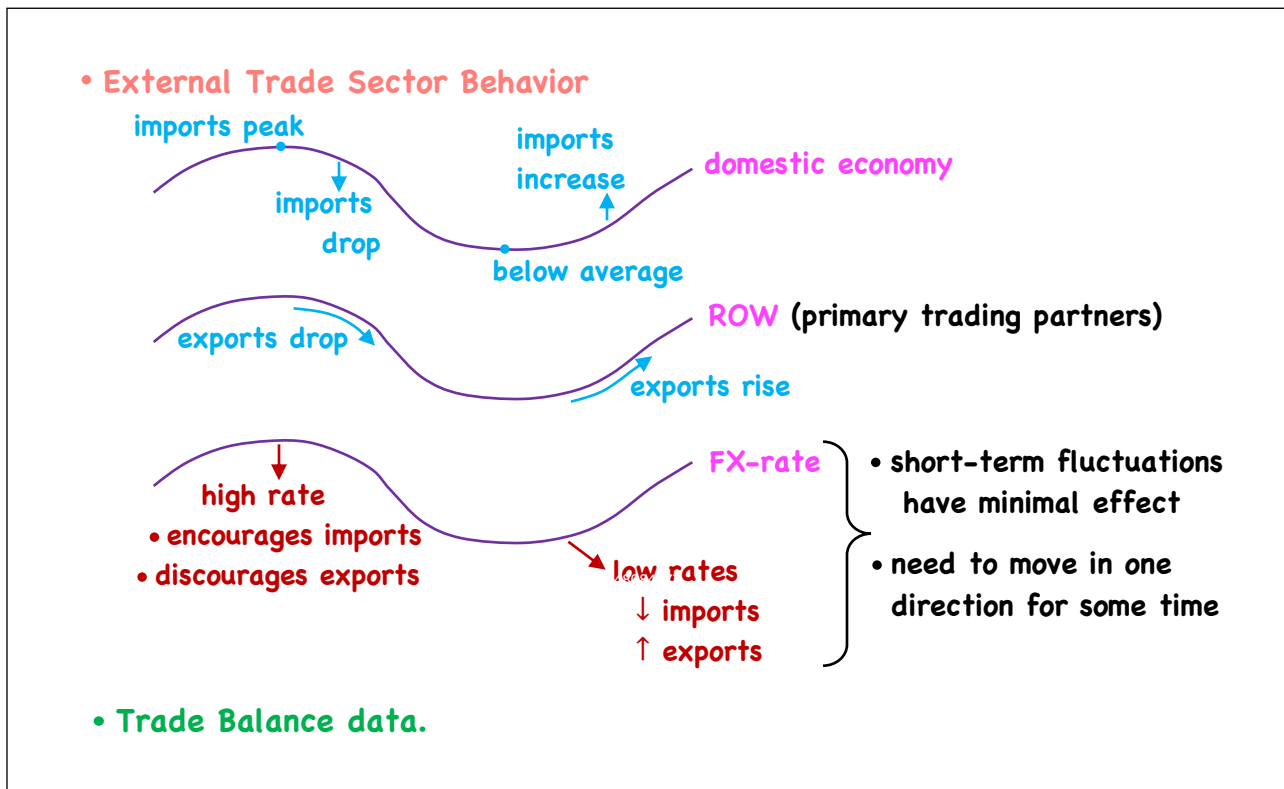 • External Trade Sector Behavior
imports peak
imports
increase
domestic economy
imports
drop
below average
ROW (primary trading partners)
exports drop
exports rise
FX-rate
• short-term fluctuations
have minimal effect
• need to move in one
direction for some time
high rate
• encourages imports
• discourages exports
low rates
↓ imports
↑ exports
• Trade Balance data.